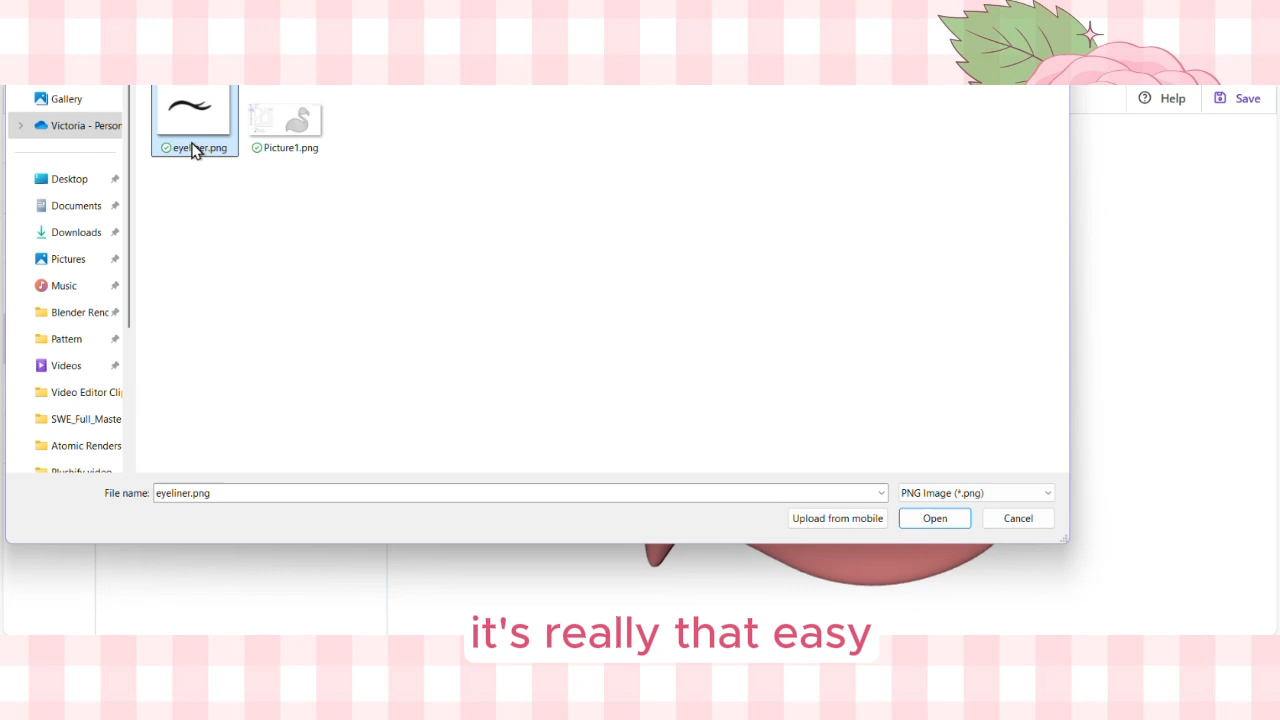 Gallery
Help
Save
Victoria - Person
eyeliner.png
Picture1.png
Desktop
Documents
Downloads
Pictures
Music
Blender Renc
Pattern
Videos
Video Editor Cli
SWE_Full_Maste
Atomic Renders
Plushify video
File name: eyeliner.png
PNG Image (*.png)
Upload from mobile
Open
Cancel
it's really that easy